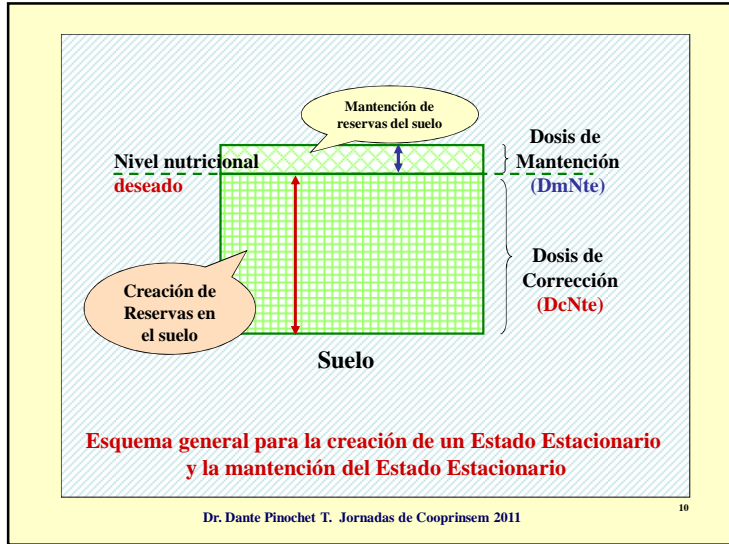 Mantención de
reservas del suelo
Nivel nutricional
deseado
Dosis de
Mantención
(DmNte)
Creación de
Reservas en
el suelo
Dosis de
Corrección
(DcNte)
Suelo
Esquema general para la creación de un Estado Estacionario
y la mantención del Estado Estacionario
Dr. Dante Pinochet T. Jornadas de Cooprinsem 2011
10